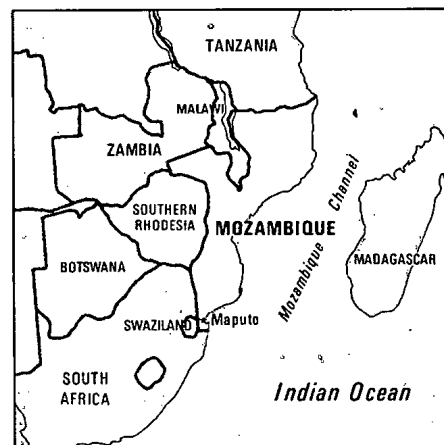 TANZANIA
MALAWI
ZAMBIA
SOUTHERN
RHODESIA
MOZAMBIQUE
Mozambique Channel
MADAGASCAR
BOTSWANA
SWAZILAND
Maputo
SOUTH
AFRICA
Indian Ocean